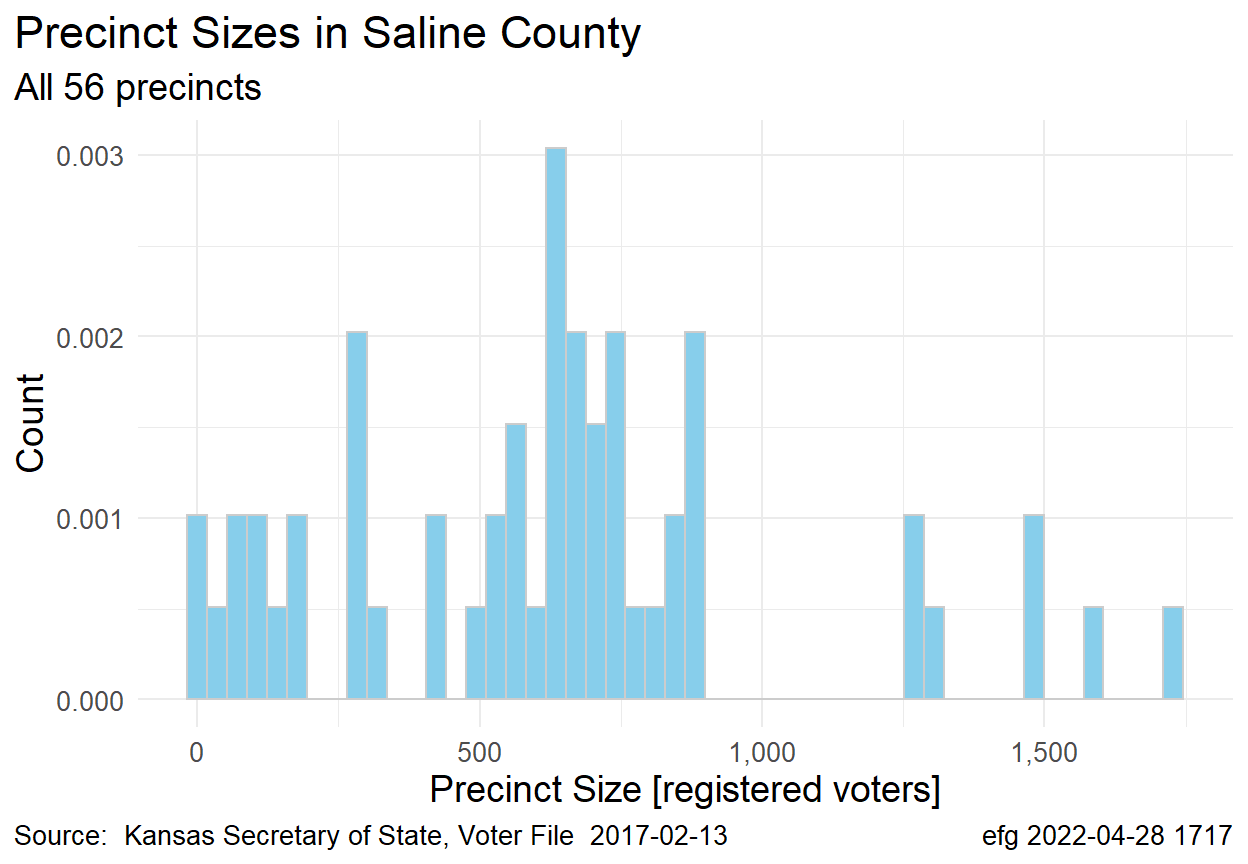 Precinct Sizes in Saline County
All 56 precincts
0.003
0.002
0.001
0.000
Count
0 500 1,000 1,500
Precinct Size [registered voters]
Source:  Kansas Secretary of State, Voter File  2017-02-13 efg 2022-04-28 1717